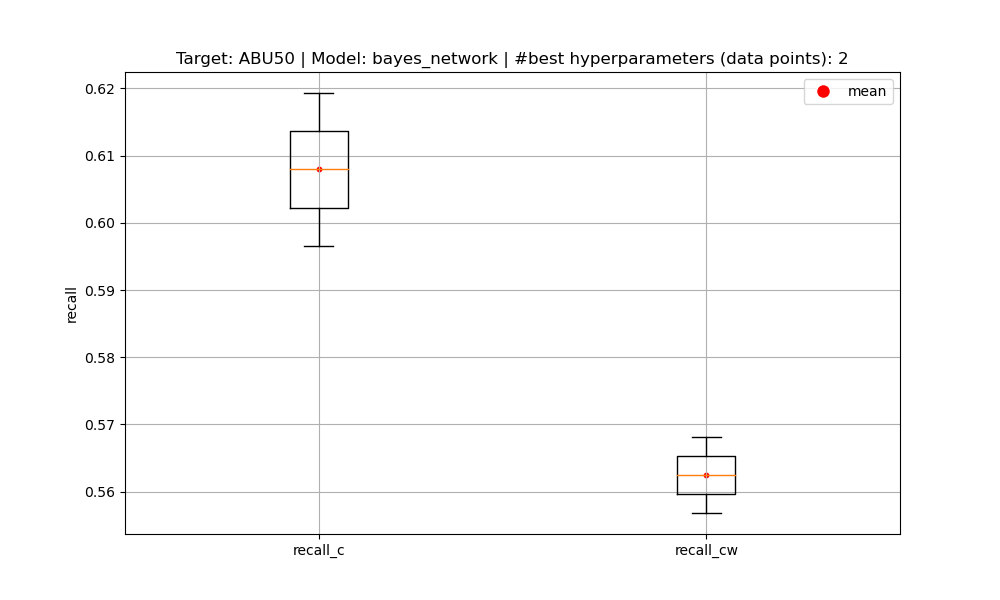 Target: ABU50 | Model: bayes_network | #best hyperparameters (data points): 2
mean
0.62
0.61
0.60
0.59
0.58
0.57
0.56
recall
recall_c
recall_cw